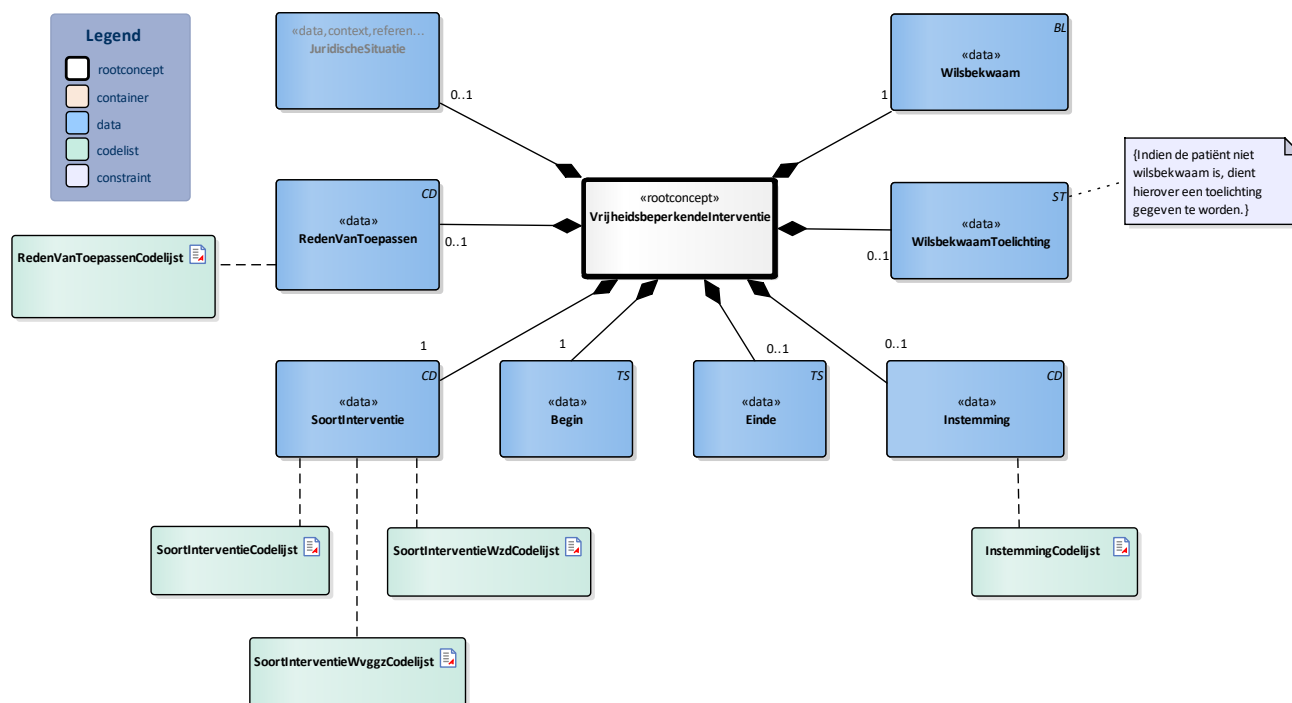 Legend
rootconcept
container
data
codelist
constraint
«data,context,referen...
JuridischeSituatie
0..1
BL
«data»
Wilsbekwaam
1
CD
«data»
RedenVanToepassen
0..1
«rootconcept»
VrijheidsbeperkendeInterventie
ST
«data»
WilsbekwaamToelichting
0..1
{Indien de patiënt niet
wilsbekwaam is, dient
hierover een toelichting
gegeven te worden.}
RedenVanToepassenCodelijst
1
CD
«data»
SoortInterventie
1
TS
«data»
Begin
0..1
TS
«data»
Einde
0..1
CD
«data»
Instemming
SoortInterventieCodelijst
SoortInterventieWzdCodelijst
InstemmingCodelijst
SoortInterventieWvggzCodelijst